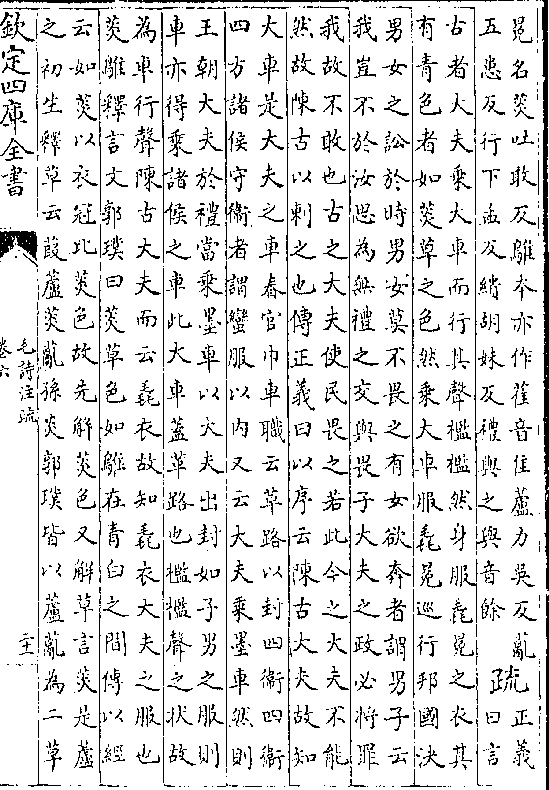 冕名菼吐敢反鵻本亦作萑音隹蘆力吳反薍
五患反行下孟反綪胡妹反禮與之與音餘 疏正義曰言
古者大夫乘大車而行其聲檻檻然身服毳冕之衣其
有青色者如菼草之色然乘大車服毳冕巡行邦國決
男女之訟於時男女莫不畏之有女欲奔者謂男子云
我豈不於汝思為無禮之交與畏子大夫之政必將罪
我故不敢也古之大夫使民畏之若此今之大夫不能
然故陳古以刺之也傳正義曰以序云陳古大夫故知
大車是大夫之車春官巾車職云革路以封四衛四衛
四方諸侯守衛者謂蠻服以內又云大夫乘墨車然則
王朝大夫於禮當乘墨車以大夫出封如子男之服則
車亦得乘諸侯之車此大車蓋革路也檻檻聲之狀故
為車行聲陳古大夫而云毳衣故知毳衣大夫之服也
菼鵻釋言文郭璞曰菼草色如鵻在青白之間傳以經
云如菼以衣冠比菼色故先解菼色又解草言菼是蘆
之初生釋草云葭蘆菼薍孫炎郭璞皆以蘆薍為二草
欽定四庫全書
毛詩注疏
卷六
二十一